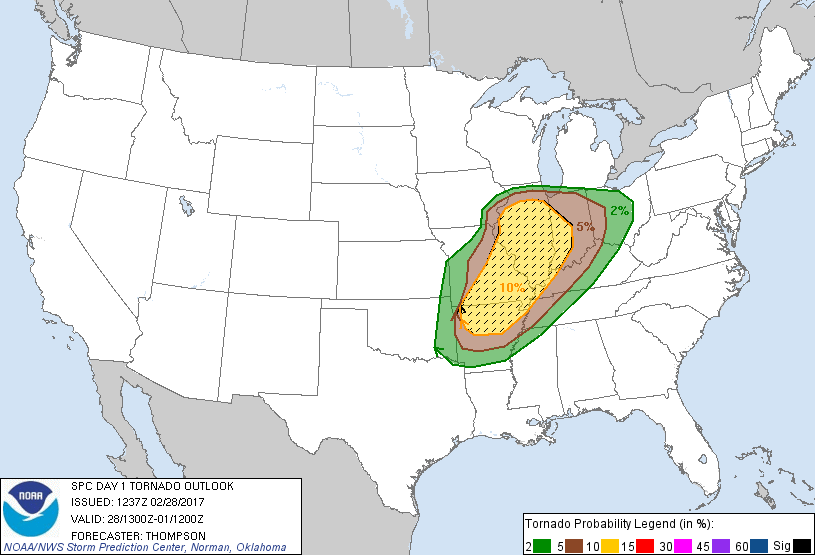 2%
5%
10%
NOAA
SPC DAY 1 TORNADO OUTLOOK
ISSUED: 1237Z 02/28/2017
VALID: 28/1300Z-01/1200Z
FORECASTER: THOMPSON
NOAA/NWS Storm Prediction Center, Norman, Oklahoma
Tornado Probability Legend (in %):
2 5 10 15 30 45 60 Sig